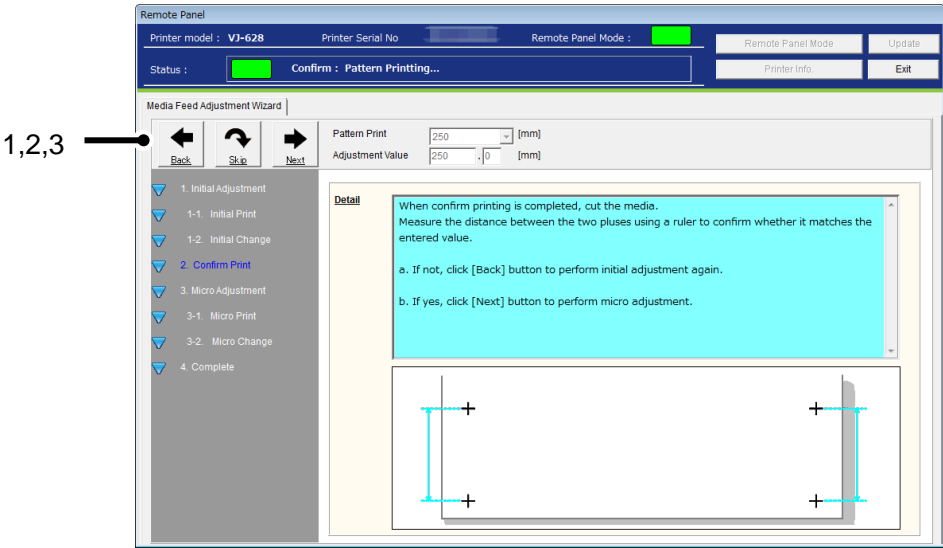 Remote Panel
Printer model : VJ-628 Printer Serial No Remote Panel Mode :
Remote Panel Mode Update
Status : Confirm : Pattern Printting...
Printer Info. Exit
Media Feed Adjustment Wizard
1,2,3
Back Skip Next
Pattern Print 250 [mm]
Adjustment Value 250 . 0 [mm]
1. Initial Adjustment
1-1. Initial Print
1-2. Initial Change
2. Confirm Print
3. Micro Adjustment
3-1. Micro Print
3-2. Micro Change
4. Complete
Detail
When confirm printing is completed, cut the media.
Measure the distance between the two pluses using a ruler to confirm whether it matches the
entered value.
a. If not, click [Back] button to perform initial adjustment again.
b. If yes, click [Next] button to perform micro adjustment.